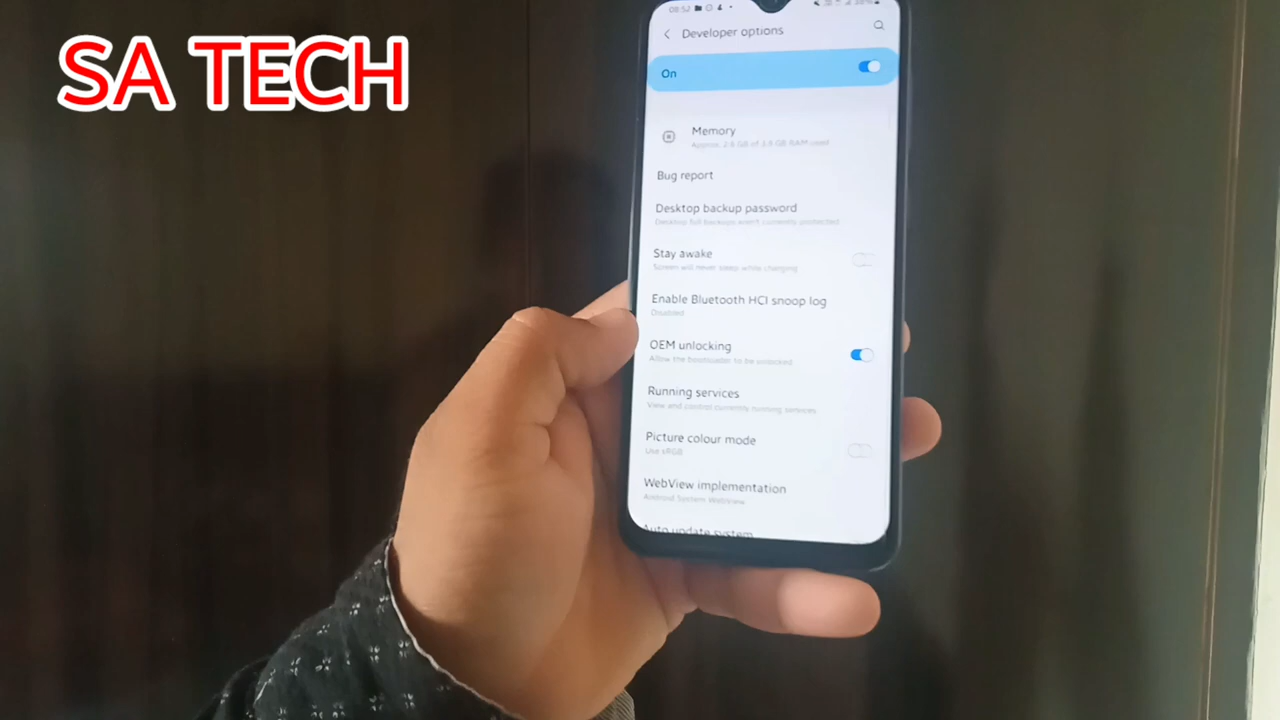 SA TECH
08:52
Developer options
On
Memory
Approx. 2.6 GB of 3.6 GB RAM used
Bug report
Desktop backup password
Desktop full backups aren't currently protected
Stay awake
Screen will never sleep while charging
Enable Bluetooth HCI snoop log
Disabled
OEM unlocking
Allow the bootloader to be unlocked
Running services
View and control currently running services
Picture colour mode
Use sRGB
WebView implementation
Android System WebView
Auto update system